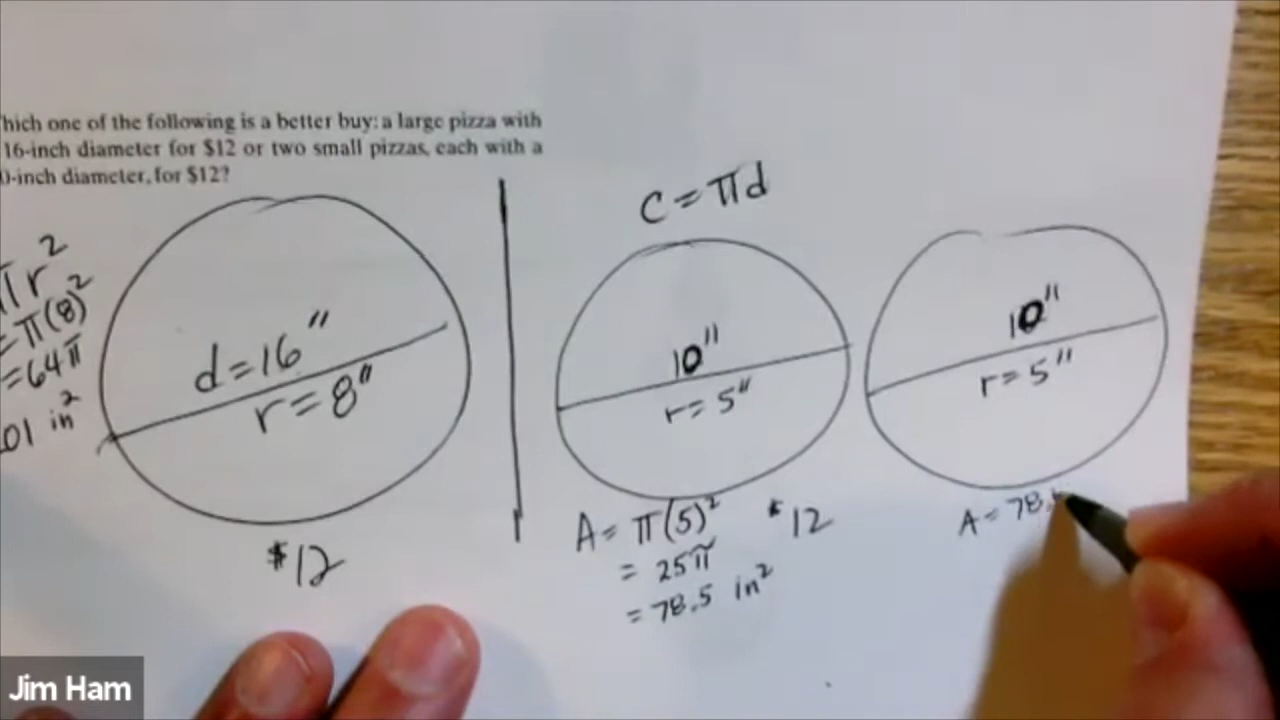 hich one of the following is a better buy: a large pizza with
16-inch diameter for $12 or two small pizzas, each with a
0-inch diameter, for $12?
C = πd
πr²
= π(8)²
= 64π
01 in²
d = 16"
r = 8"
$12
10"
r = 5"
10"
r = 5"
A = π(5)²
= 25π
= 78.5 in²
$12
A = 78.
Jim Ham